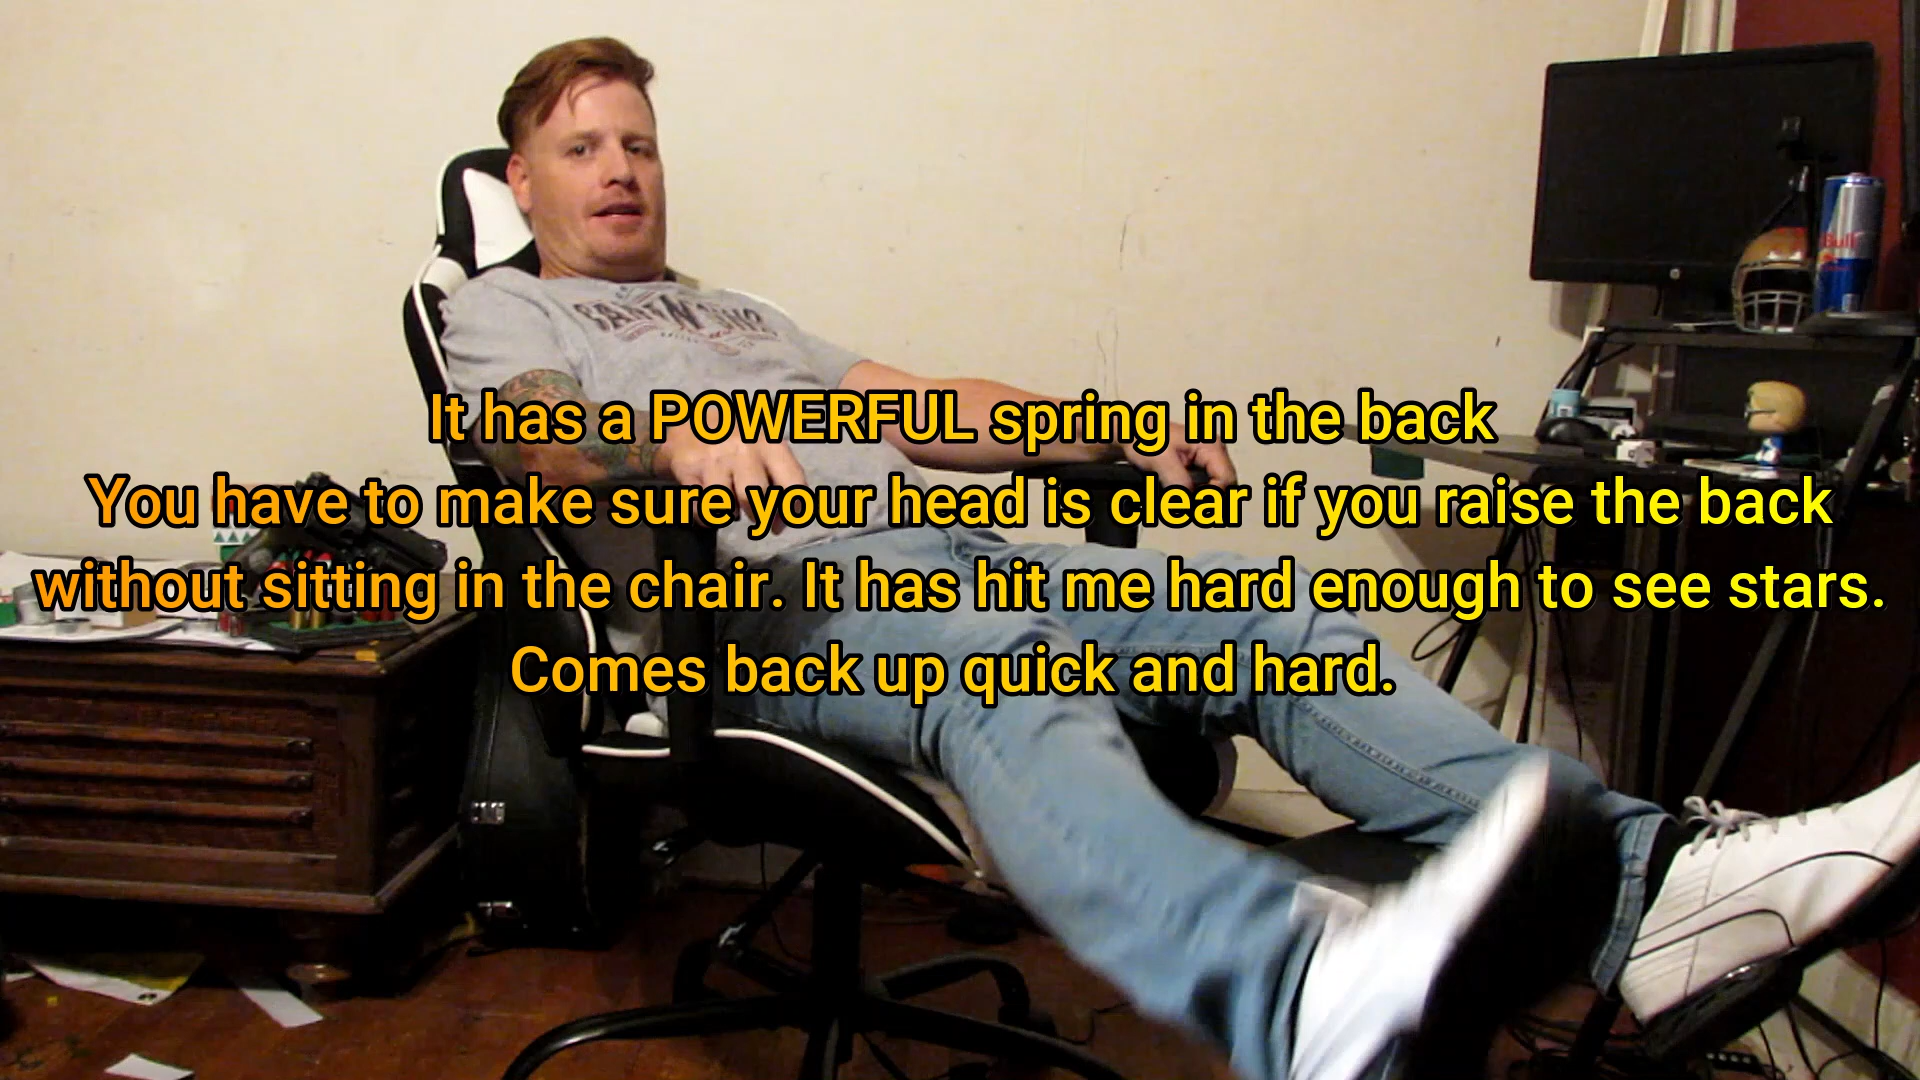 It has a POWERFUL spring in the back
You have to make sure your head is clear if you raise the back
without sitting in the chair. It has hit me hard enough to see stars.
Comes back up quick and hard.
Bull